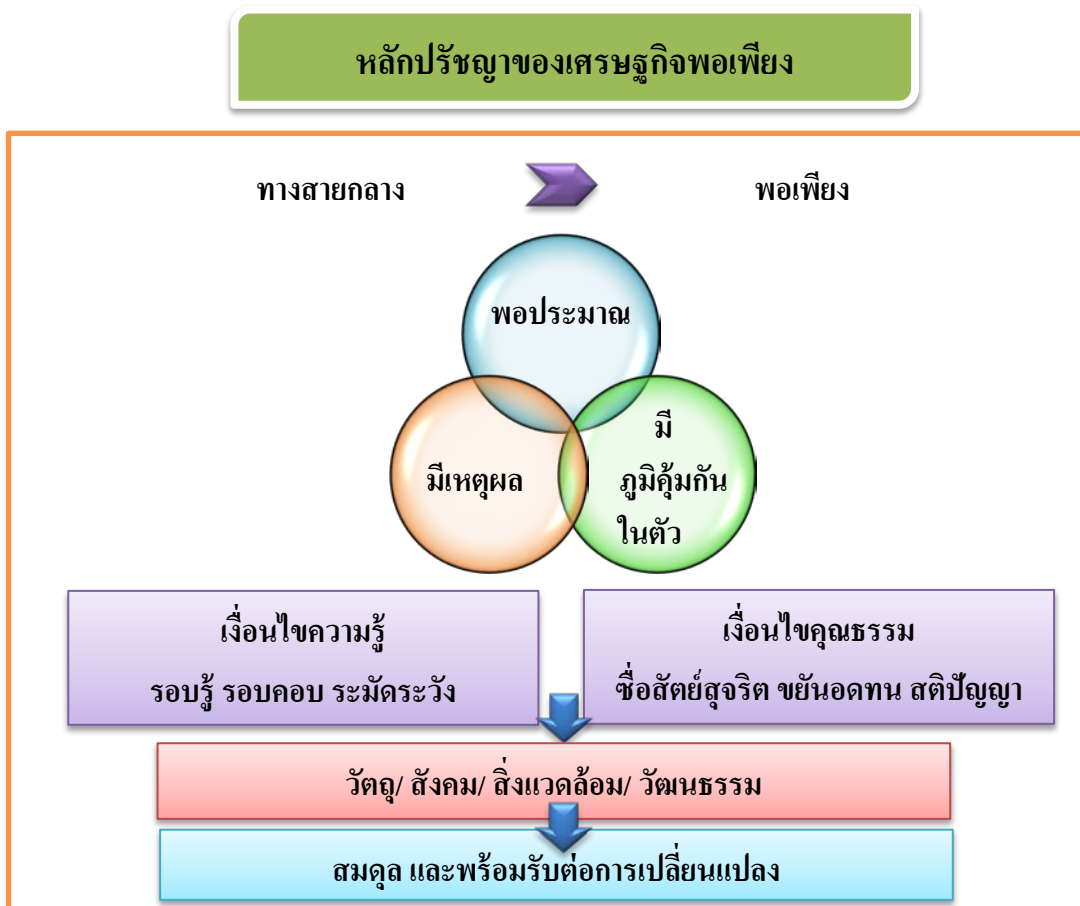 หลักปรัชญาของเศรษฐกิจพอเพียง
ทางสายกลาง
พอเพียง
พอประมาณ
มีเหตุผล
มี
ภูมิคุ้มกัน
ในตัว
เงื่อนไขความรู้
รอบรู้ รอบคอบ ระมัดระวัง
เงื่อนไขคุณธรรม
ซื่อสัตย์สุจริต ขยันอดทน สติปัญญา
วัตถุ/ สังคม/ สิ่งแวดล้อม/ วัฒนธรรม
สมดุล และพร้อมรับต่อการเปลี่ยนแปลง